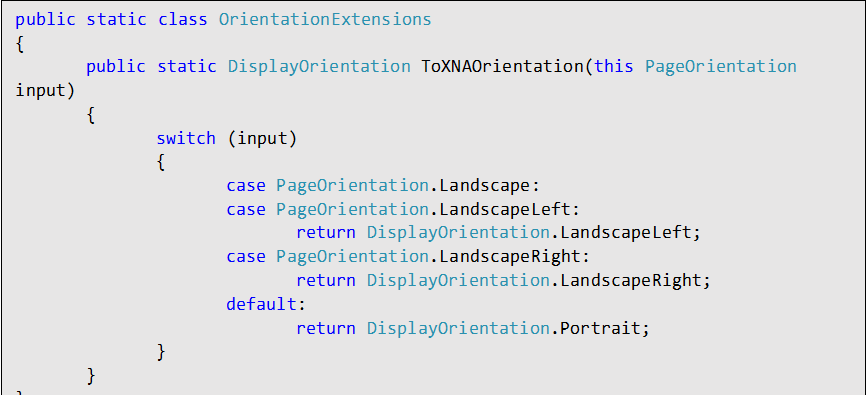 public static class OrientationExtensions
{
public static DisplayOrientation ToXNAOrientation(this PageOrientation
input)
{
switch (input)
{
case PageOrientation.Landscape:
case PageOrientation.LandscapeLeft:
return DisplayOrientation.LandscapeLeft;
case PageOrientation.LandscapeRight:
return DisplayOrientation.LandscapeRight;
default:
return DisplayOrientation.Portrait;
}
}